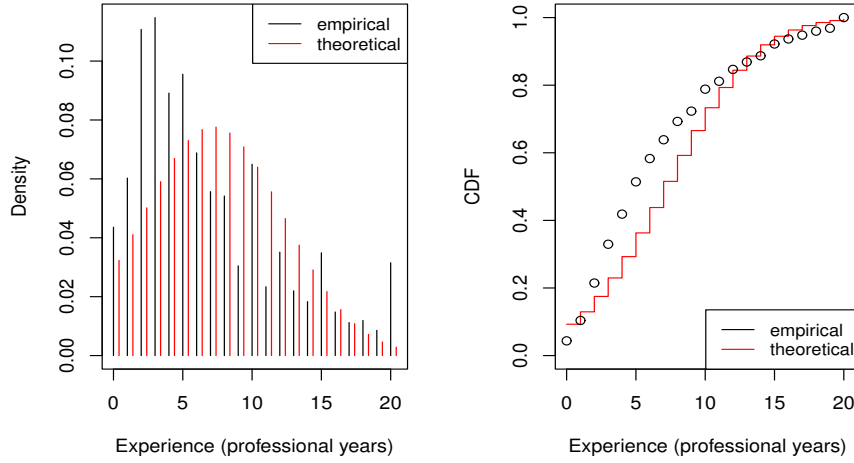 empirical
theoretical
Density
0.00
0.02
0.04
0.06
0.08
0.10
0
5
10
15
20
Experience (professional years)
CDF
0.0
0.2
0.4
0.6
0.8
1.0
empirical
theoretical
0
5
10
15
20
Experience (professional years)